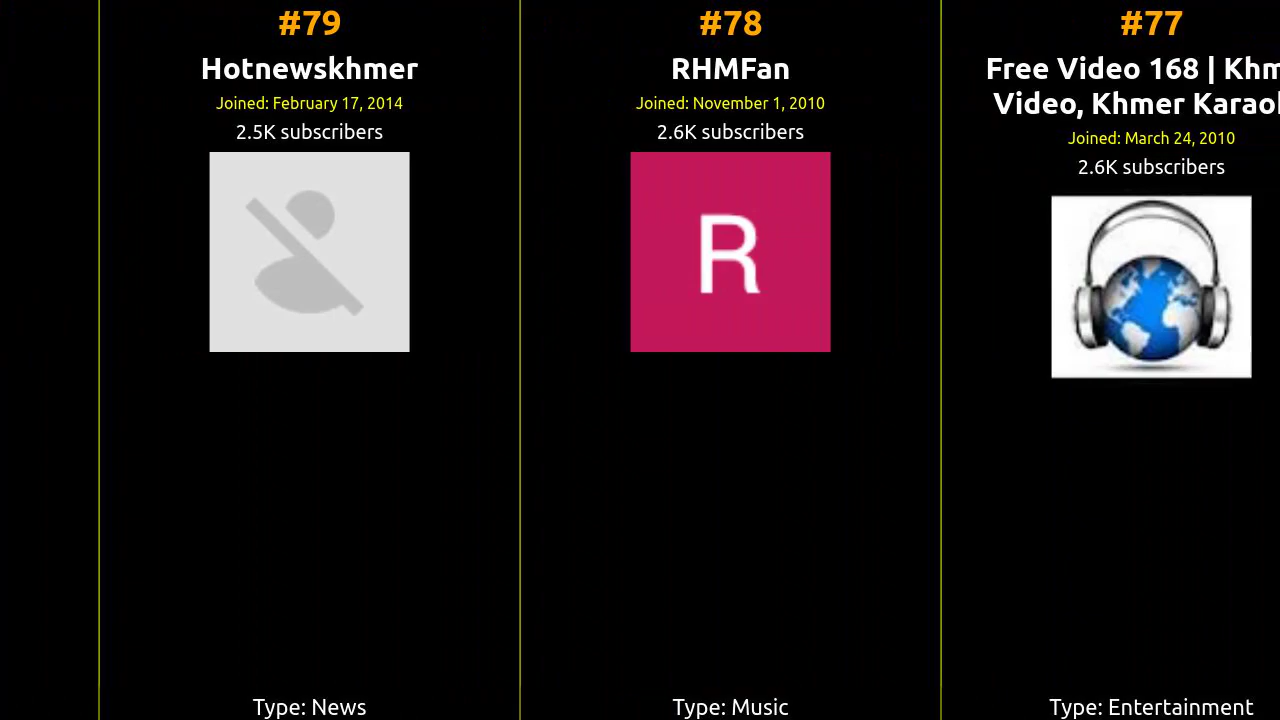 #79
Hotnewskhmer
Joined: February 17, 2014
2.5K subscribers
Type: News
#78
RHMFan
Joined: November 1, 2010
2.6K subscribers
R
Type: Music
#77
Free Video 168 | Khm
Video, Khmer Karao
Joined: March 24, 2010
2.6K subscribers
Type: Entertainment